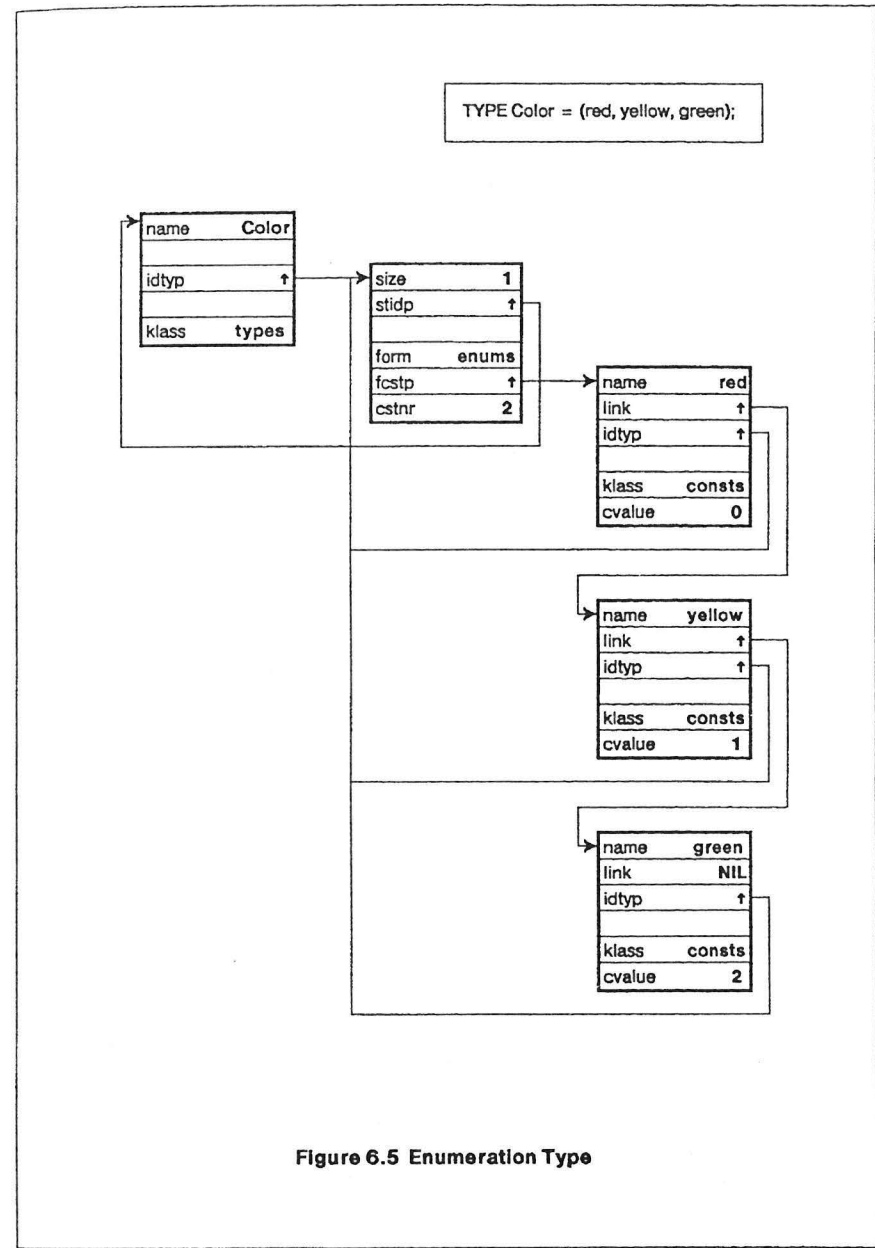 TYPE Color = (red, yellow, green);
name Color
idtyp ↑
klass types
size 1
stidp ↑
form enums
fcstp ↑
cstnr 2
name red
link ↑
idtyp ↑
klass consts
cvalue 0
name yellow
link ↑
idtyp ↑
klass consts
cvalue 1
name green
link NIL
idtyp ↑
klass consts
cvalue 2
Figure 6.5 Enumeration Type